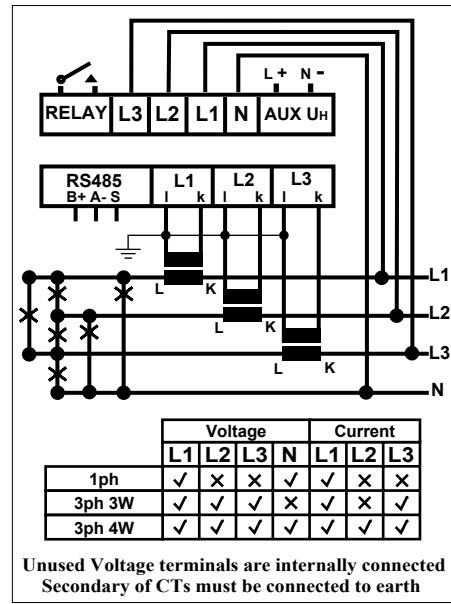 L + N -
RELAY L3 L2 L1 N AUX UH
RS485 L1 L2 L3
B+ A- S l k l k l k
L K L1
L K L2
L K L3
N
Voltage Current
L1 L2 L3 N L1 L2 L3
1ph ✓ × × ✓ ✓ × ×
3ph 3W ✓ ✓ ✓ × ✓ × ✓
3ph 4W ✓ ✓ ✓ ✓ ✓ ✓ ✓
Unused Voltage terminals are internally connected
Secondary of CTs must be connected to earth